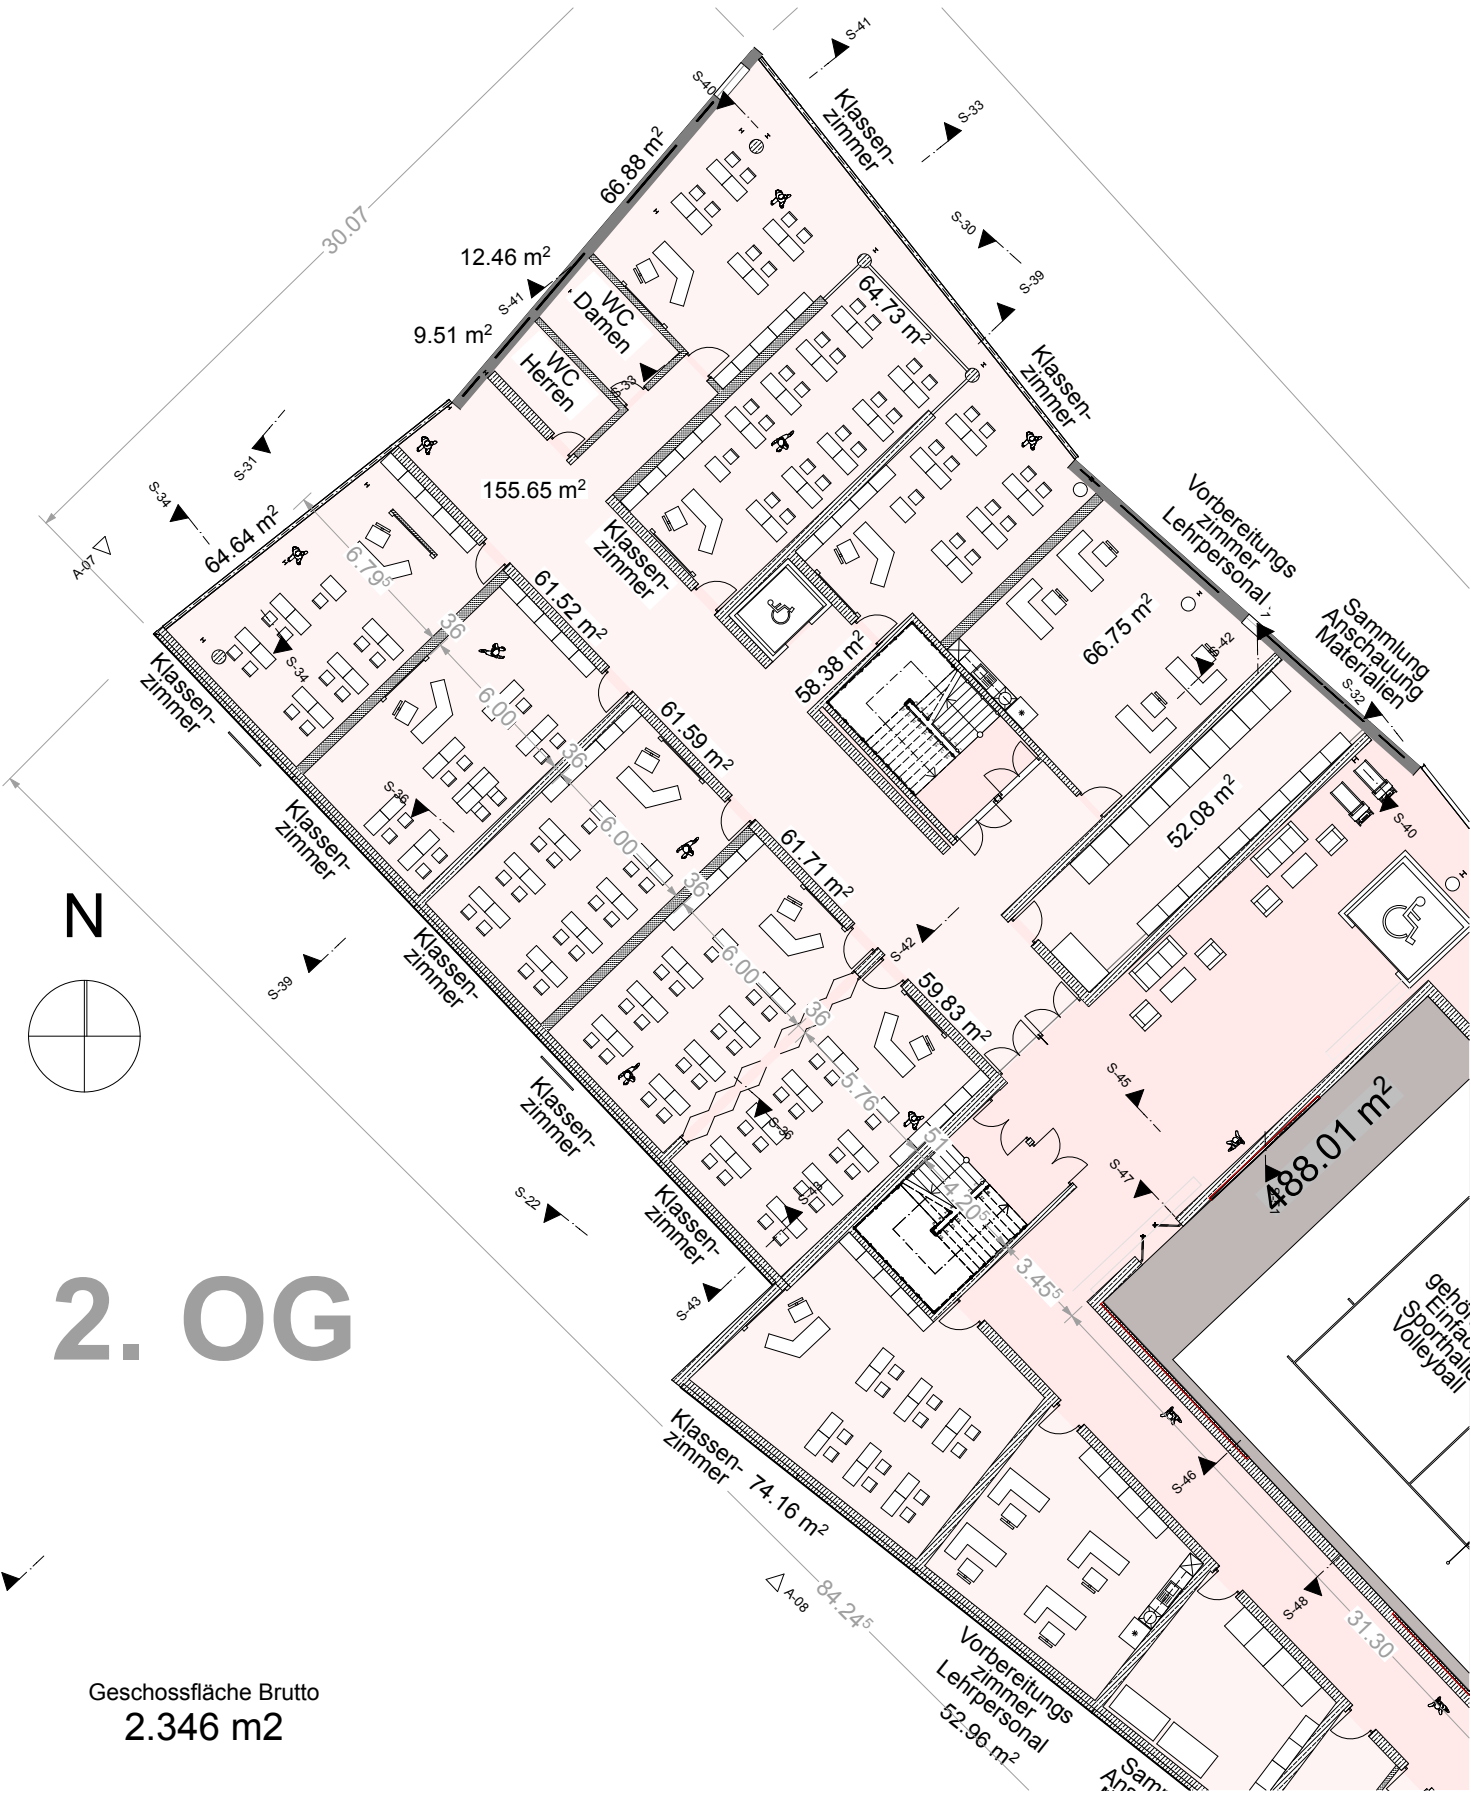 S-41
S-40
Klassen-
zimmer
S-33
66.88 m²
30.07
S-30
12.46 m²
S-41
WC
Damen
64.73 m²
S-39
9.51 m²
WC
Herren
S-33
Klassen-
zimmer
S-31
S-34
155.65 m²
Vorbereitungs
zimmer
Lehrpersonal
64.64 m²
A-07
6.79⁵
Klassen-
zimmer
61.52 m²
36
66.75 m²
S-42
Sammlung
Anschauung
Materialien
S-32
Klassen-
zimmer
S-34
58.38 m²
6.00
61.59 m²
36
S-36
Klassen-
zimmer
52.08 m²
S-40
6.00
61.71 m²
36
N
Klassen-
zimmer
S-42
S-39
6.00
59.83 m²
36
S-45
Klassen-
zimmer
5.76
S-36
51
488.01 m²
S-47
4.20⁵
S-43
S-22
Klassen-
zimmer
3.45⁵
S-43
2. OG
Einfac
Sporthalle
Volleyball
Klassen-
zimmer
74.16 m²
S-46
A-08
84.24⁵
S-48
31.30
Vorbereitungs
zimmer
Lehrpersonal
52.96 m²
Geschossfläche Brutto
2.346 m2